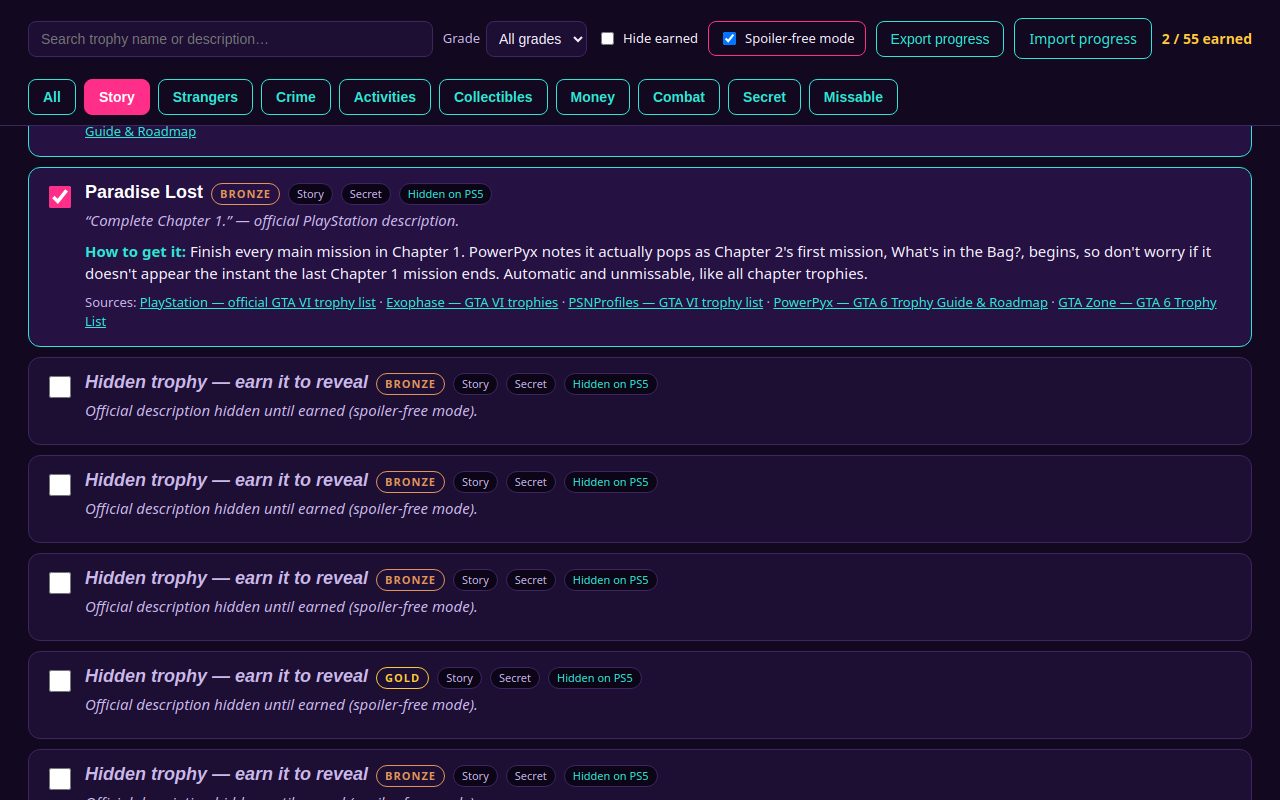 Search trophy name or description…
Grade
All grades
Hide earned
Spoiler-free mode
Export progress
Import progress
2 / 55 earned
All
Story
Strangers
Crime
Activities
Collectibles
Money
Combat
Secret
Missable
Guide & Roadmap
Paradise Lost BRONZE Story Secret Hidden on PS5
“Complete Chapter 1.” — official PlayStation description.
How to get it: Finish every main mission in Chapter 1. PowerPyx notes it actually pops as Chapter 2's first mission, What's in the Bag?, begins, so don't worry if it
doesn't appear the instant the last Chapter 1 mission ends. Automatic and unmissable, like all chapter trophies.
Sources: PlayStation — official GTA VI trophy list · Exophase — GTA VI trophies · PSNProfiles — GTA VI trophy list · PowerPyx — GTA 6 Trophy Guide & Roadmap · GTA Zone — GTA 6 Trophy
List
Hidden trophy — earn it to reveal BRONZE Story Secret Hidden on PS5
Official description hidden until earned (spoiler-free mode).
Hidden trophy — earn it to reveal BRONZE Story Secret Hidden on PS5
Official description hidden until earned (spoiler-free mode).
Hidden trophy — earn it to reveal BRONZE Story Secret Hidden on PS5
Official description hidden until earned (spoiler-free mode).
Hidden trophy — earn it to reveal GOLD Story Secret Hidden on PS5
Official description hidden until earned (spoiler-free mode).
Hidden trophy — earn it to reveal BRONZE Story Secret Hidden on PS5